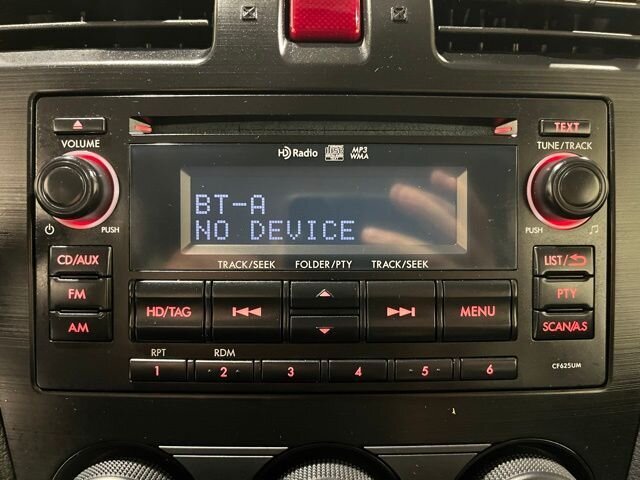 VOLUME
TEXT
TUNE/TRACK
HD Radio
MP3
WMA
BT-A
NO DEVICE
PUSH
PUSH
TRACK/SEEK FOLDER/PTY TRACK/SEEK
CD/AUX
FM
AM
HD/TAG
MENU
LIST/
PTY
SCAN/A.S
RPT RDM
1 2 3 4 5 6
CF625UM